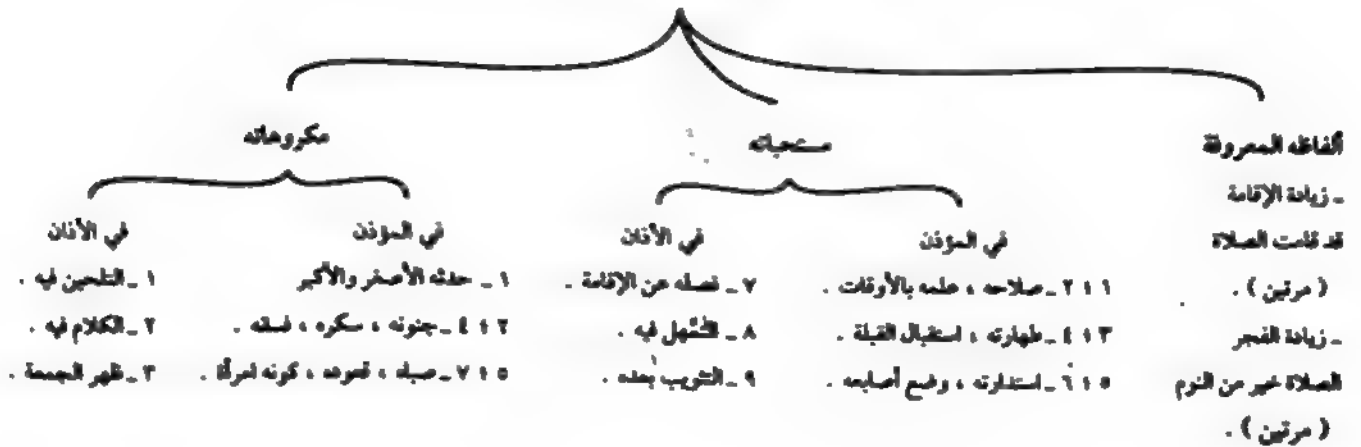 ألفاظه المعروفة
- زيادة الإقامة
قد قامت الصلاة
( مرتين ) .
- زيادة الفجر
الصلاة خير من النوم
( مرتين ) .
مستحباته
في المؤذن
١ ، ٢ - صلاحه ، علمه بالأوقات .
٣ ، ٤ - طهارته ، استقبال القبلة .
٥ ، ٦ - استدارته ، وضع أصابعه .
في الأذان
٧ - فصله عن الإقامة .
٨ - التمهل فيه .
٩ - التثويب بعده .
مكروهاته
في المؤذن
١ - حدثه الأصغر والأكبر
٢ ، ٤ - جنونه ، سكره ، فسقه .
٥ ، ٧ - صباه ، قعوده ، كونه امرأة .
في الأذان
١ - التلحين فيه .
٢ - الكلام فيه .
٣ - ظهر الجمعة .